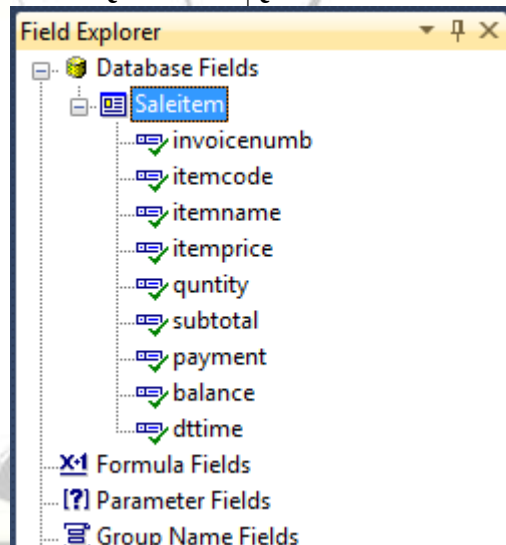 Field Explorer
Database Fields
Saleitem
invoicenumb
itemcode
itemname
itemprice
quntity
subtotal
payment
balance
dttime
Formula Fields
Parameter Fields
Group Name Fields